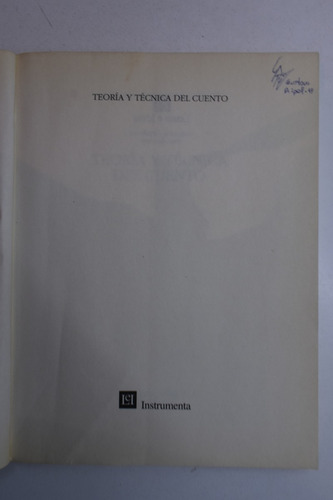 TEORÍA Y TÉCNICA DEL CUENTO
Instrumenta